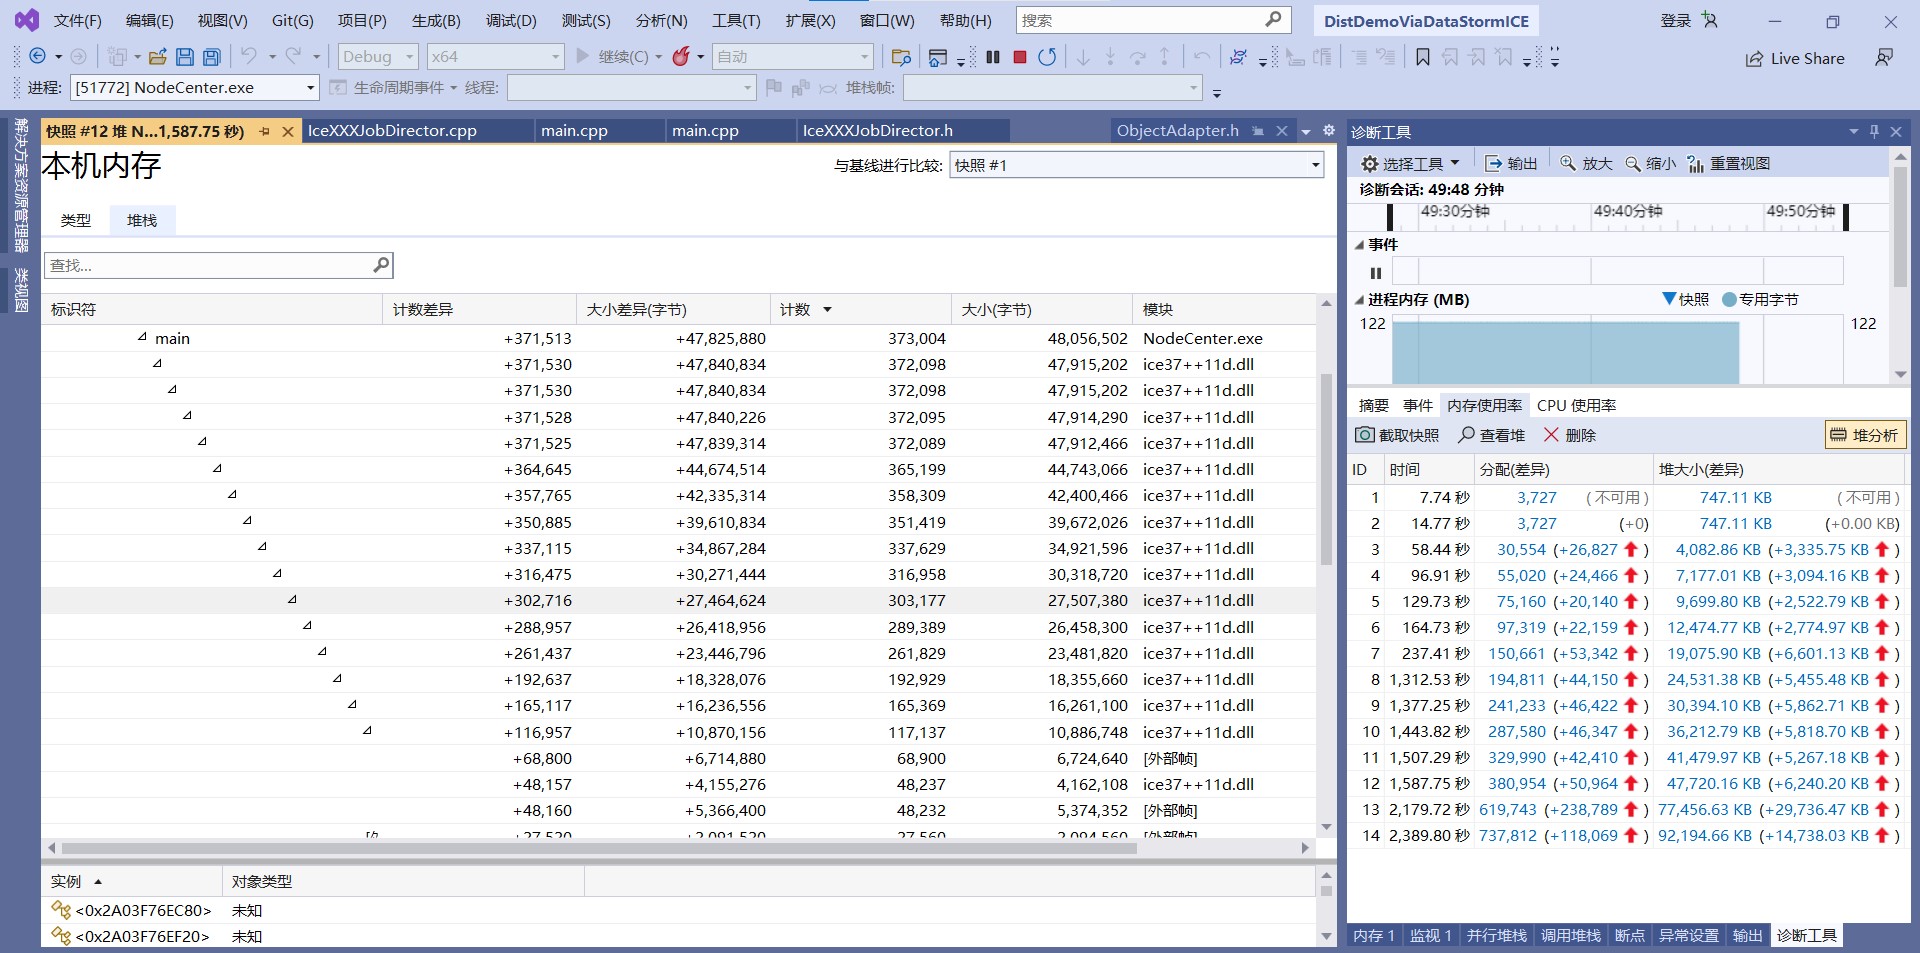 文件(F) 编辑(E) 视图(V) Git(G) 项目(P) 生成(B) 调试(D) 测试(S) 分析(N) 工具(T) 扩展(X) 窗口(W) 帮助(H) 搜索 DistDemoViaDataStormICE 登录
Debug x64 继续(C) 自动 Live Share
进程: [51772] NodeCenter.exe 生命周期事件 线程: 堆栈帧:
解决方案资源管理器
类视图
快照 #12 堆 N...1,587.75 秒) IceXXXJobDirector.cpp main.cpp main.cpp IceXXXJobDirector.h ObjectAdapter.h
本机内存
与基线进行比较: 快照 #1
类型 堆栈
查找...
标识符 计数差异 大小差异(字节) 计数 大小(字节) 模块
main +371,513 +47,825,880 373,004 48,056,502 NodeCenter.exe
+371,530 +47,840,834 372,098 47,915,202 ice37++11d.dll
+371,530 +47,840,834 372,098 47,915,202 ice37++11d.dll
+371,528 +47,840,226 372,095 47,914,290 ice37++11d.dll
+371,525 +47,839,314 372,089 47,912,466 ice37++11d.dll
+364,645 +44,674,514 365,199 44,743,066 ice37++11d.dll
+357,765 +42,335,314 358,309 42,400,466 ice37++11d.dll
+350,885 +39,610,834 351,419 39,672,026 ice37++11d.dll
+337,115 +34,867,284 337,629 34,921,596 ice37++11d.dll
+316,475 +30,271,444 316,958 30,318,720 ice37++11d.dll
+302,716 +27,464,624 303,177 27,507,380 ice37++11d.dll
+288,957 +26,418,956 289,389 26,458,300 ice37++11d.dll
+261,437 +23,446,796 261,829 23,481,820 ice37++11d.dll
+192,637 +18,328,076 192,929 18,355,660 ice37++11d.dll
+165,117 +16,236,556 165,369 16,261,100 ice37++11d.dll
+116,957 +10,870,156 117,137 10,886,748 ice37++11d.dll
+68,800 +6,714,880 68,900 6,724,640 [外部帧]
+48,157 +4,155,276 48,237 4,162,108 ice37++11d.dll
+48,160 +5,366,400 48,232 5,374,352 [外部帧]
+27,520 +2,091,520 27,560 2,094,560 [外部帧]
实例 对象类型
<0x2A03F76EC80> 未知
<0x2A03F76EF20> 未知
诊断工具
选择工具 输出 放大 缩小 重置视图
诊断会话: 49:48 分钟
49:30分钟 49:40分钟 49:50分钟
事件
进程内存 (MB) 快照 专用字节
122 122
摘要 事件 内存使用率 CPU 使用率
截取快照 查看堆 删除 堆分析
ID 时间 分配(差异) 堆大小(差异)
1 7.74 秒 3,727 (不可用) 747.11 KB (不可用)
2 14.77 秒 3,727 (+0) 747.11 KB (+0.00 KB)
3 58.44 秒 30,554 (+26,827 ) 4,082.86 KB (+3,335.75 KB )
4 96.91 秒 55,020 (+24,466 ) 7,177.01 KB (+3,094.16 KB )
5 129.73 秒 75,160 (+20,140 ) 9,699.80 KB (+2,522.79 KB )
6 164.73 秒 97,319 (+22,159 ) 12,474.77 KB (+2,774.97 KB )
7 237.41 秒 150,661 (+53,342 ) 19,075.90 KB (+6,601.13 KB )
8 1,312.53 秒 194,811 (+44,150 ) 24,531.38 KB (+5,455.48 KB )
9 1,377.25 秒 241,233 (+46,422 ) 30,394.10 KB (+5,862.71 KB )
10 1,443.82 秒 287,580 (+46,347 ) 36,212.79 KB (+5,818.70 KB )
11 1,507.29 秒 329,990 (+42,410 ) 41,479.97 KB (+5,267.18 KB )
12 1,587.75 秒 380,954 (+50,964 ) 47,720.16 KB (+6,240.20 KB )
13 2,179.72 秒 619,743 (+238,789 ) 77,456.63 KB (+29,736.47 KB )
14 2,389.80 秒 737,812 (+118,069 ) 92,194.66 KB (+14,738.03 KB )
内存 1 监视 1 并行堆栈 调用堆栈 断点 异常设置 输出 诊断工具